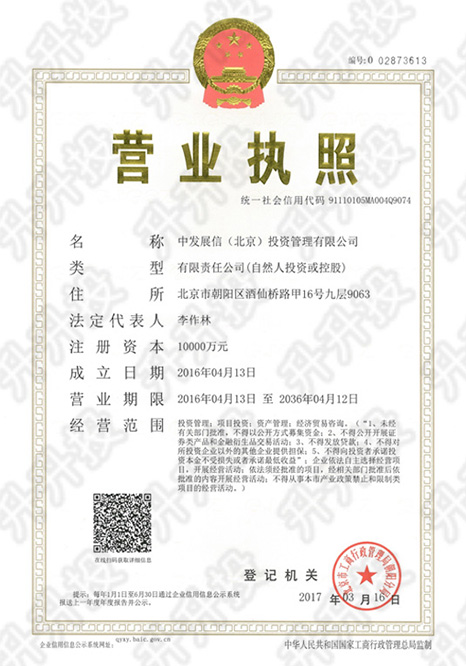 编号:0 02873613
营业执照
统一社会信用代码 91110105MA004Q9074
名 称 中发展信（北京）投资管理有限公司
类 型 有限责任公司(自然人投资或控股)
住 所 北京市朝阳区酒仙桥路甲16号九层9063
法定代表人 李作林
注册资本 10000万元
成立日期 2016年04月13日
营业期限 2016年04月13日 至 2036年04月12日
经营范围 投资管理；项目投资；资产管理；经济贸易咨询。（“1、未经
有关部门批准，不得以公开方式募集资金；2、不得公开开展证
券类产品和金融衍生品交易活动；3、不得发放贷款；4、不得对
所投资企业以外的其他企业提供担保；5、不得向投资者承诺投
资本金不受损失或者承诺最低收益”；企业依法自主选择经营项
目，开展经营活动；依法须经批准的项目，经相关部门批准后依
批准的内容开展经营活动；不得从事本市产业政策禁止和限制类
项目的经营活动。）
在线扫码获取详细信息
登记机关
北京市工商行政管理局朝阳分局
2017 年03 月16 日
提示：每年1月1日至6月30日通过企业信用信息公示系统
报送上一年度年度报告并公示。
企业信用信息公示系统网址： qyxy.baic.gov.cn
中华人民共和国国家工商行政管理总局监制